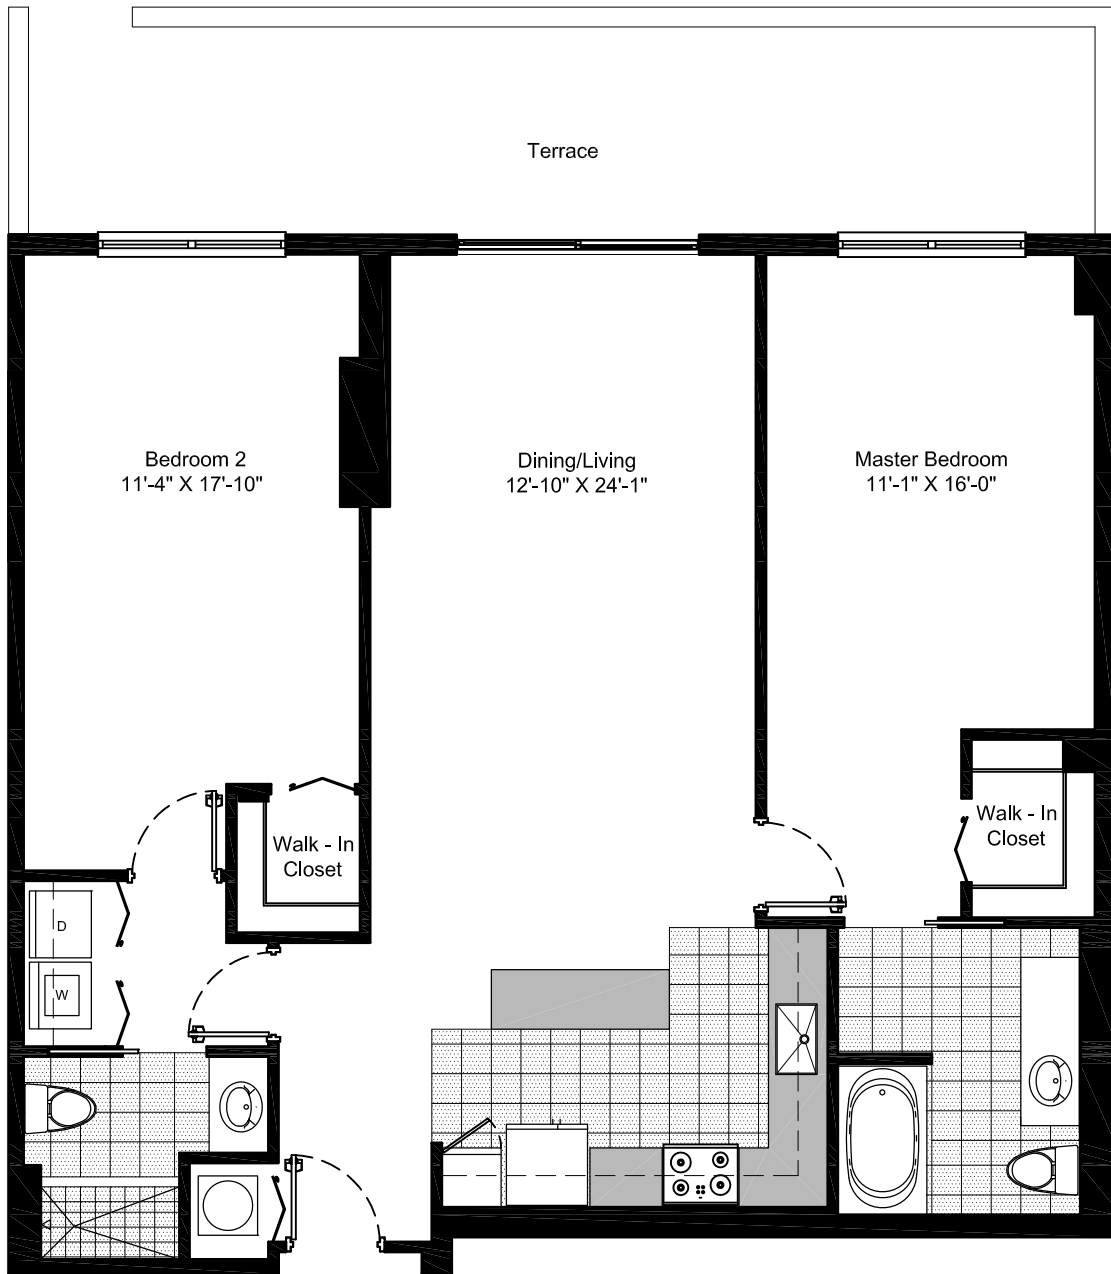 Terrace
Bedroom 2
11'-4" X 17'-10"
Dining/Living
12'-10" X 24'-1"
Master Bedroom
11'-1" X 16'-0"
Walk - In
Closet
Walk - In
Closet
D
W